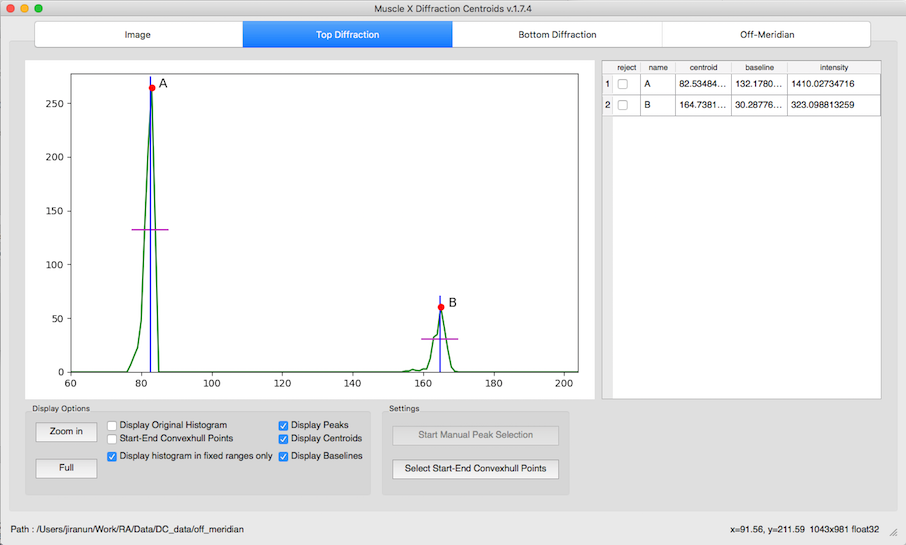 Muscle X Diffraction Centroids v.1.7.4
Image Top Diffraction Bottom Diffraction Off-Meridian
reject name centroid baseline intensity
1 A 82.53484... 132.1780... 1410.02734716
2 B 164.7381... 30.28776... 323.098813259
A
B
250
200
150
100
50
0
60 80 100 120 140 160 180 200
Display Options
Zoom in
Full
Display Original Histogram
Start-End Convexhull Points
Display histogram in fixed ranges only
Display Peaks
Display Centroids
Display Baselines
Settings
Start Manual Peak Selection
Select Start-End Convexhull Points
Path : /Users/jiranun/Work/RA/Data/DC_data/off_meridian
x=91.56, y=211.59 1043x981 float32